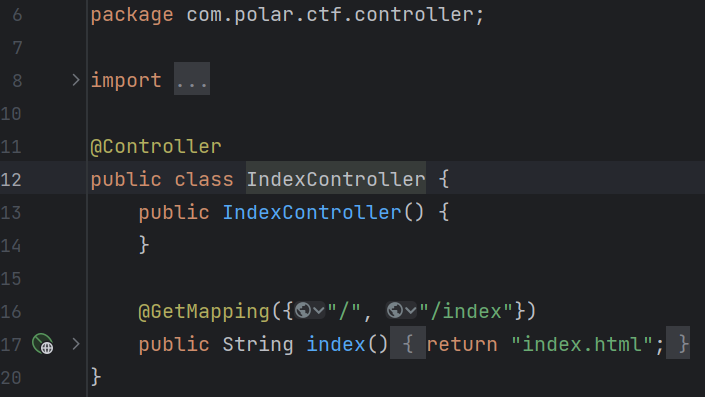 6 package com.polar.ctf.controller;
7
8 import ...
10
11 @Controller
12 public class IndexController {
13     public IndexController() {
14     }
15
16     @GetMapping({"/", "/index"})
17     public String index() { return "index.html"; }
20 }